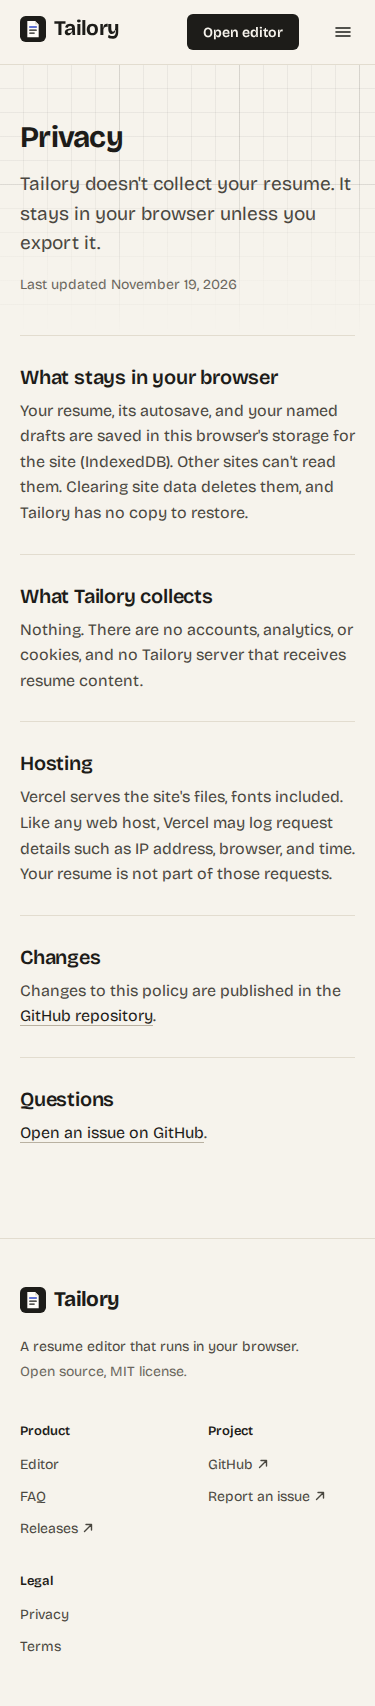 Tailory
Open editor
Privacy
Tailory doesn't collect your resume. It
stays in your browser unless you
export it.
Last updated November 19, 2026
What stays in your browser
Your resume, its autosave, and your named
drafts are saved in this browser's storage for
the site (IndexedDB). Other sites can't read
them. Clearing site data deletes them, and
Tailory has no copy to restore.
What Tailory collects
Nothing. There are no accounts, analytics, or
cookies, and no Tailory server that receives
resume content.
Hosting
Vercel serves the site's files, fonts included.
Like any web host, Vercel may log request
details such as IP address, browser, and time.
Your resume is not part of those requests.
Changes
Changes to this policy are published in the
GitHub repository.
Questions
Open an issue on GitHub.
Tailory
A resume editor that runs in your browser.
Open source, MIT license.
Product
Editor
FAQ
Releases ↗
Project
GitHub ↗
Report an issue ↗
Legal
Privacy
Terms